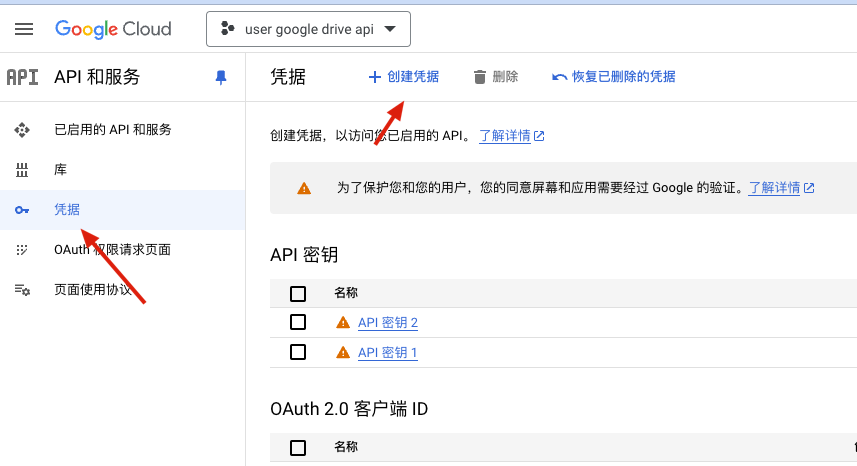 Google Cloud
user google drive api
API API 和服务
凭据
创建凭据
删除
恢复已删除的凭据
已启用的 API 和服务
库
凭据
OAuth 权限请求页面
页面使用协议
创建凭据，以访问您已启用的 API。 了解详情
为了保护您和您的用户，您的同意屏幕和应用需要经过 Google 的验证。了解详情
API 密钥
名称
API 密钥 2
API 密钥 1
OAuth 2.0 客户端 ID
名称